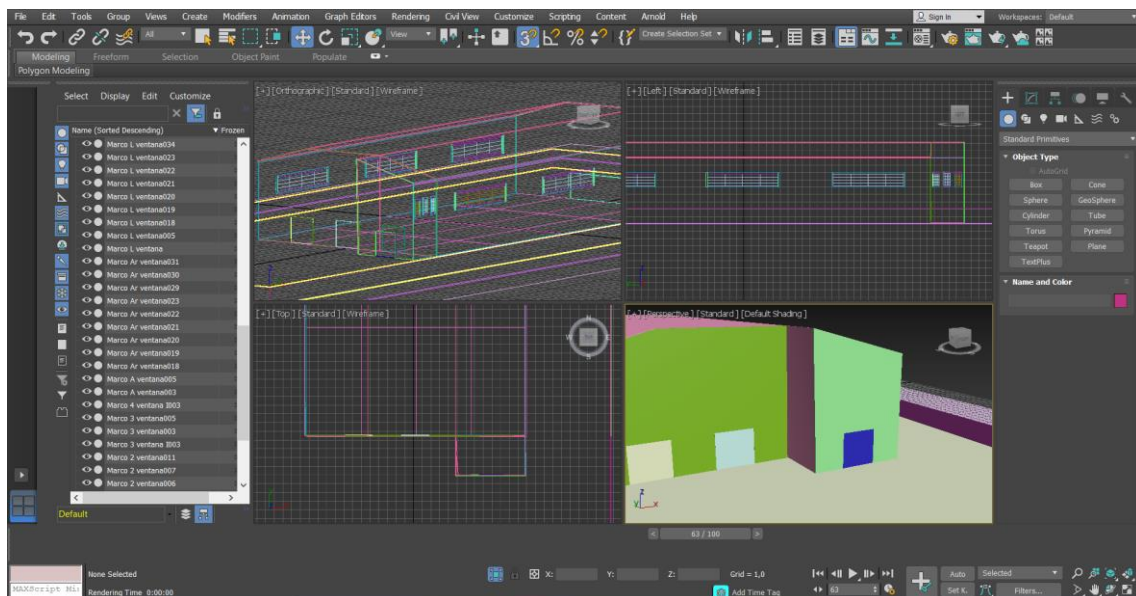 File Edit Tools Group Views Create Modifiers Animation Graph Editors Rendering Civil View Customize Scripting Content Arnold Help Sign In Workspaces: Default
All View Create Selection Set
Modeling Freeform Selection Object Paint Populate
Polygon Modeling
Select Display Edit Customize
Name (Sorted Descending) Frozen
Marco L ventana034
Marco L ventana023
Marco L ventana022
Marco L ventana021
Marco L ventana020
Marco L ventana019
Marco L ventana018
Marco L ventana005
Marco L ventana
Marco Ar ventana031
Marco Ar ventana030
Marco Ar ventana029
Marco Ar ventana023
Marco Ar ventana022
Marco Ar ventana021
Marco Ar ventana020
Marco Ar ventana019
Marco Ar ventana018
Marco A ventana005
Marco A ventana003
Marco 4 ventana I003
Marco 3 ventana005
Marco 3 ventana003
Marco 3 ventana I003
Marco 2 ventana011
Marco 2 ventana007
Marco 2 ventana006
Default
[+] [Orthographic] [Standard] [Wireframe]
[+] [Left] [Standard] [Wireframe]
[+] [Top] [Standard] [Wireframe]
[+] [Perspective] [Standard] [Default Shading]
Standard Primitives
Object Type
AutoGrid
Box Cone
Sphere GeoSphere
Cylinder Tube
Torus Pyramid
Teapot Plane
TextPlus
Name and Color
63 / 100
None Selected X: Y: Z: Grid = 1,0 Auto Selected
MAXScript Mi Rendering Time 0:00:00 Add Time Tag 63 Set K. Filters...